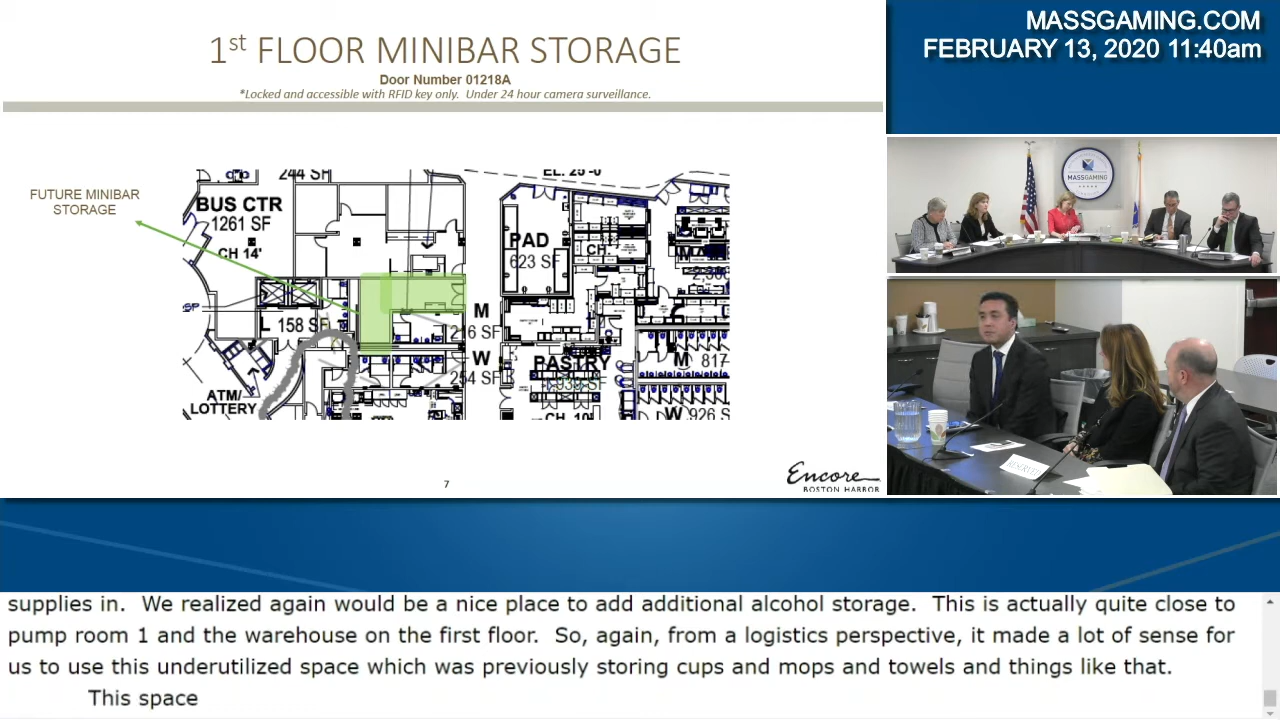 1st FLOOR MINIBAR STORAGE
Door Number 01218A
*Locked and accessible with RFID key only. Under 24 hour camera surveillance.
MASSGAMING.COM
FEBRUARY 13, 2020 11:40am
FUTURE MINIBAR
STORAGE
244 SF
BUS CTR
1261 SF
CH 14'
L 158 SF
ATM/
LOTTERY
M
W
254 SF
EL. 25'-0
PAD
623 SF
CH.
PASTRY
939 SF
CH 10'
M 817
W 926 S
MASSGAMING
RESERVED
7
Encore
BOSTON HARBOR
supplies in. We realized again would be a nice place to add additional alcohol storage. This is actually quite close to
pump room 1 and the warehouse on the first floor. So, again, from a logistics perspective, it made a lot of sense for
us to use this underutilized space which was previously storing cups and mops and towels and things like that.
This space